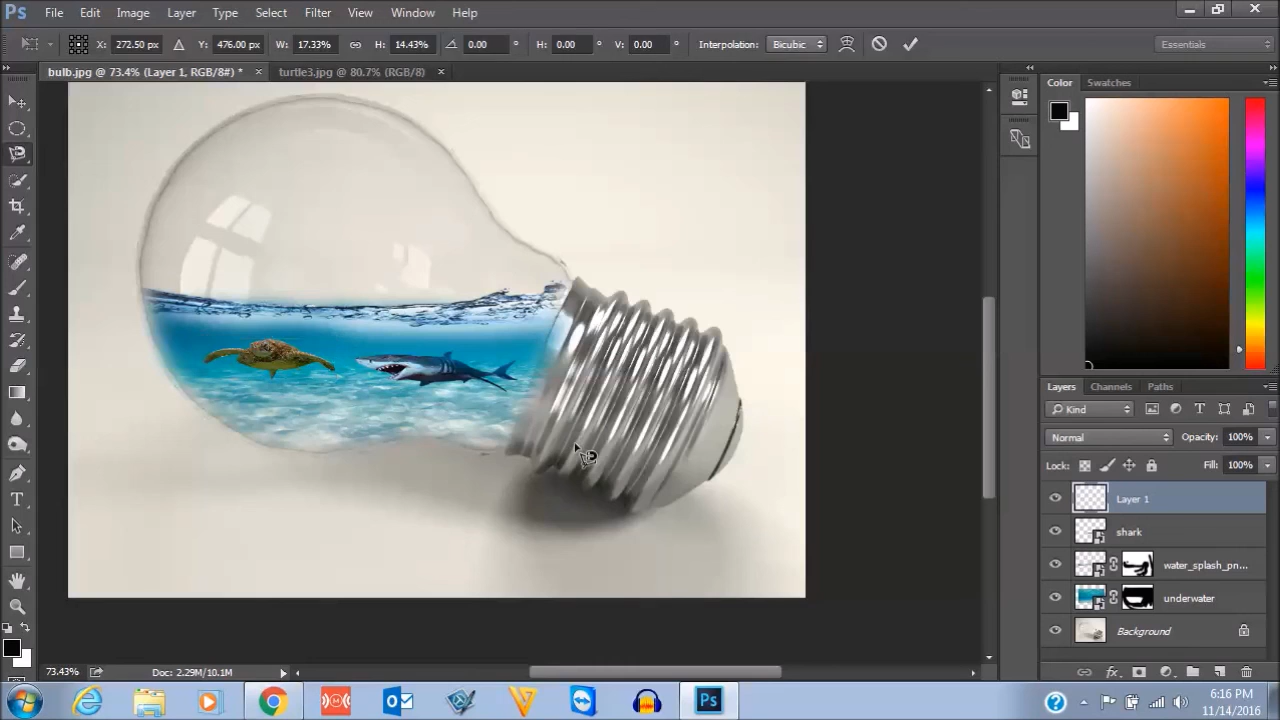 Ps File Edit Image Layer Type Select Filter View Window Help
X: 272.50 px Y: 476.00 px W: 17.33% H: 14.43% 0.00 ° H: 0.00 ° V: 0.00 ° Interpolation: Bicubic Essentials
bulb.jpg @ 73.4% (Layer 1, RGB/8#) * × turtle3.jpg @ 80.7% (RGB/8) ×
Color Swatches
Layers Channels Paths
Kind
Normal Opacity: 100%
Lock: Fill: 100%
Layer 1
shark
water_splash_pn...
underwater
Background
73.43% Doc: 2.29M/10.1M
Ps
6:16 PM
11/14/2016